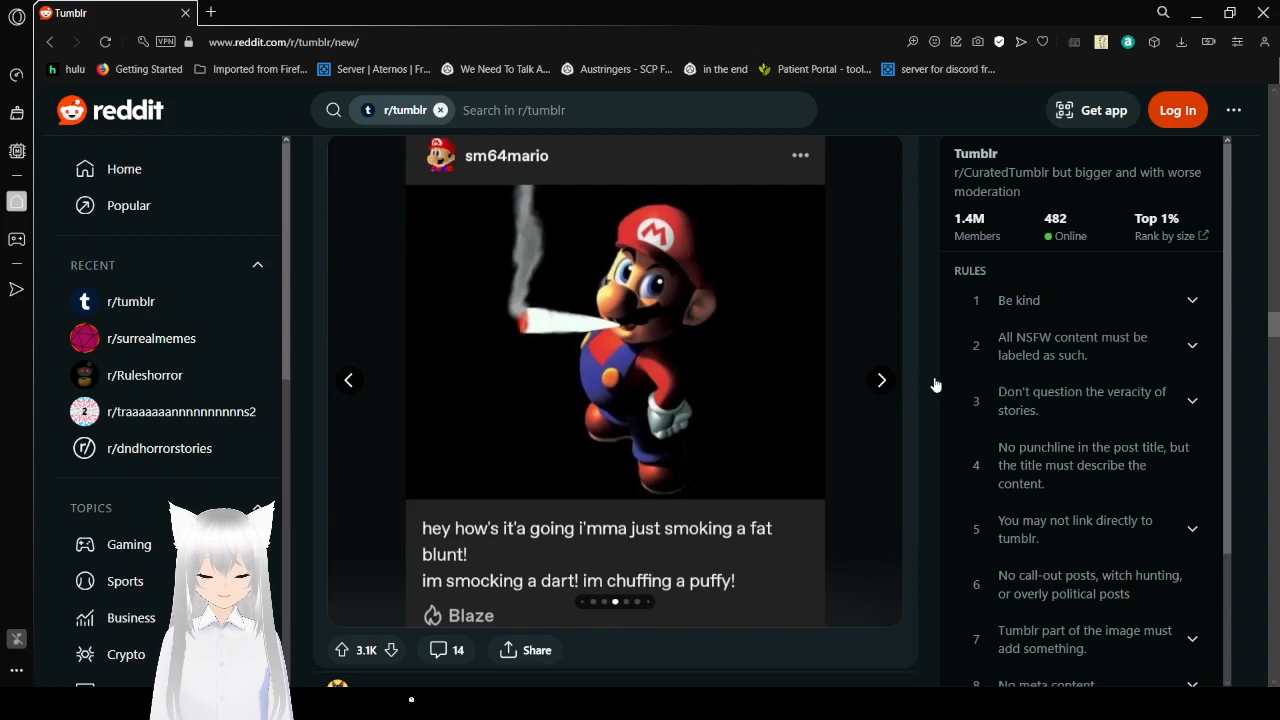 Tumblr
VPN
www.reddit.com/r/tumblr/new/
hulu
Getting Started
Imported from Firef...
Server | Aternos | Fr...
We Need To Talk A...
Austringers - SCP F...
in the end
Patient Portal - tool...
server for discord fr...
reddit
r/tumblr
Search in r/tumblr
Get app
Log In
Home
Popular
RECENT
r/tumblr
r/surrealmemes
r/Ruleshorror
r/traaaaaaannnnnnnnnns2
r/dndhorrorstories
TOPICS
Gaming
Sports
Business
Crypto
sm64mario
M
hey how's it'a going i'mma just smoking a fat
blunt!
im smocking a dart! im chuffing a puffy!
Blaze
3.1K
14
Share
Tumblr
r/CuratedTumblr but bigger and with worse
moderation
1.4M
482
Top 1%
Members
Online
Rank by size
RULES
1 Be kind
2 All NSFW content must be
labeled as such.
3 Don't question the veracity of
stories.
4 No punchline in the post title, but
the title must describe the
content.
5 You may not link directly to
tumblr.
6 No call-out posts, witch hunting,
or overly political posts
7 Tumblr part of the image must
add something.
8 No meta content